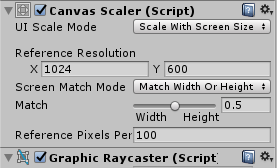 Canvas Scaler (Script)
UI Scale Mode Scale With Screen Size
Reference Resolution
X 1024 Y 600
Screen Match Mode Match Width Or Height
Match 0.5
Width Height
Reference Pixels Per 100
Graphic Raycaster (Script)